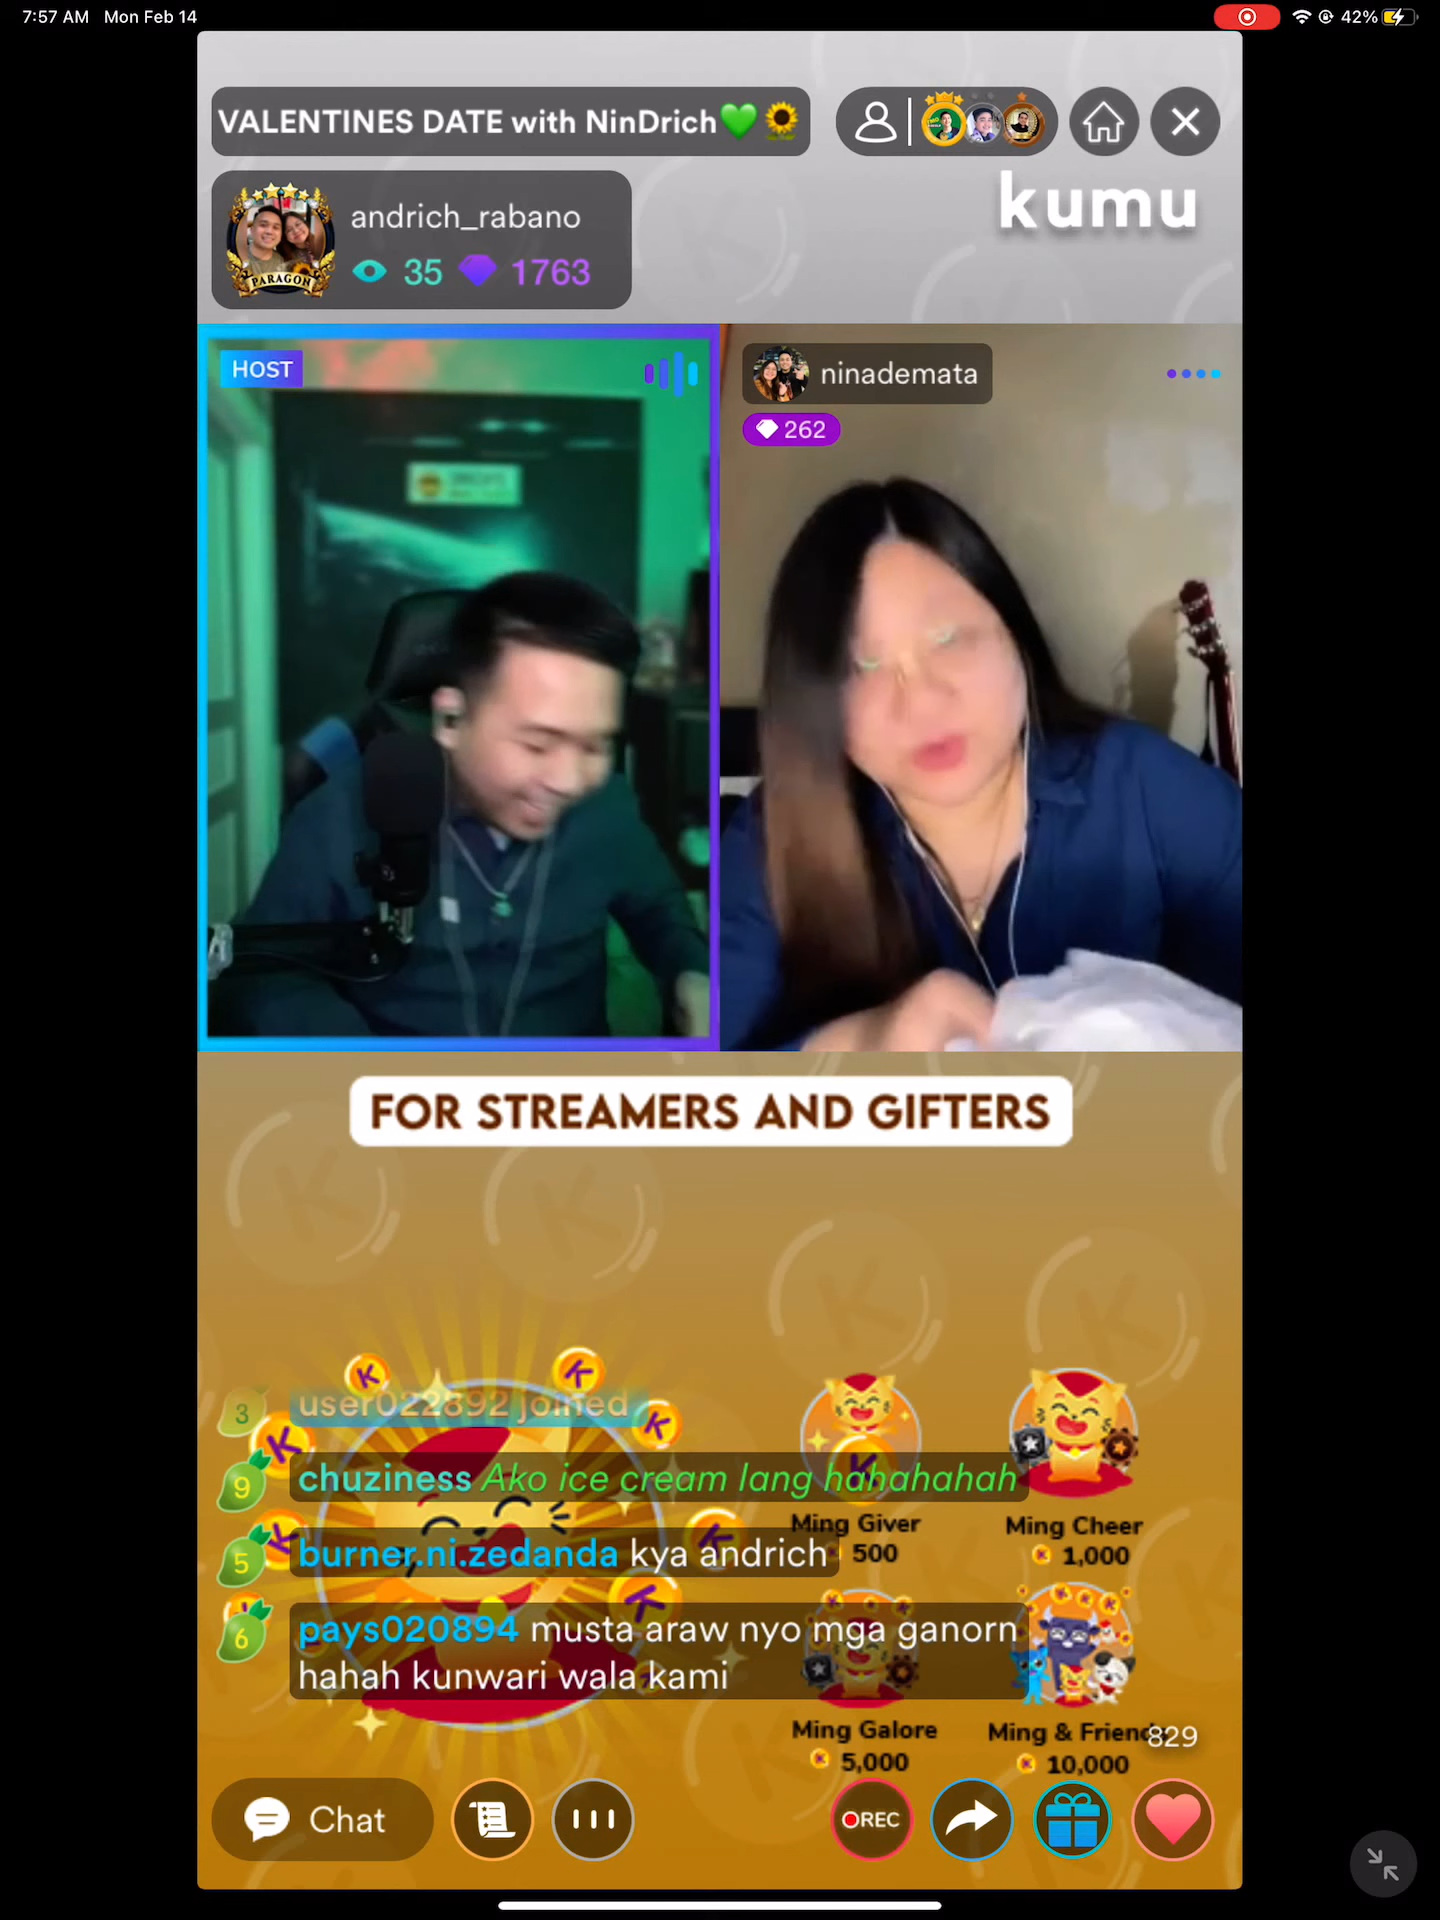 7:57 AM Mon Feb 14
42%
VALENTINES DATE with NinDrich💚🌻
kumu
andrich_rabano
35 1763
PARAGON
HOST
ninademata
262
FOR STREAMERS AND GIFTERS
3 user022892 joined
9 chuziness Ako ice cream lang hahahahah
Ming Giver
500
Ming Cheer
1,000
5 burner.ni.zedanda kya andrich
6 pays020894 musta araw nyo mga ganorn
hahah kunwari wala kami
Ming Galore
5,000
Ming & Friend
10,000
829
Chat
REC